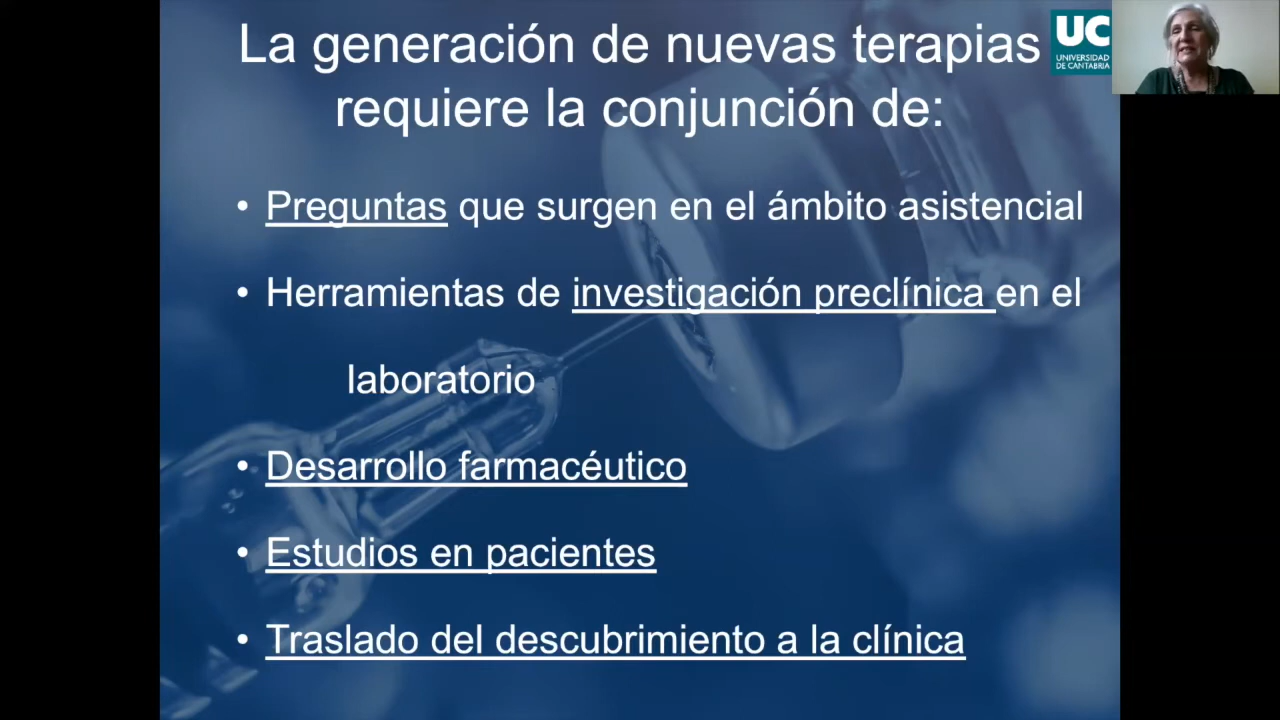 La generación de nuevas terapias
requiere la conjunción de:
UC
UNIVERSIDAD
DE CANTABRIA
• Preguntas que surgen en el ámbito asistencial
• Herramientas de investigación preclínica en el
laboratorio
• Desarrollo farmacéutico
• Estudios en pacientes
• Traslado del descubrimiento a la clínica